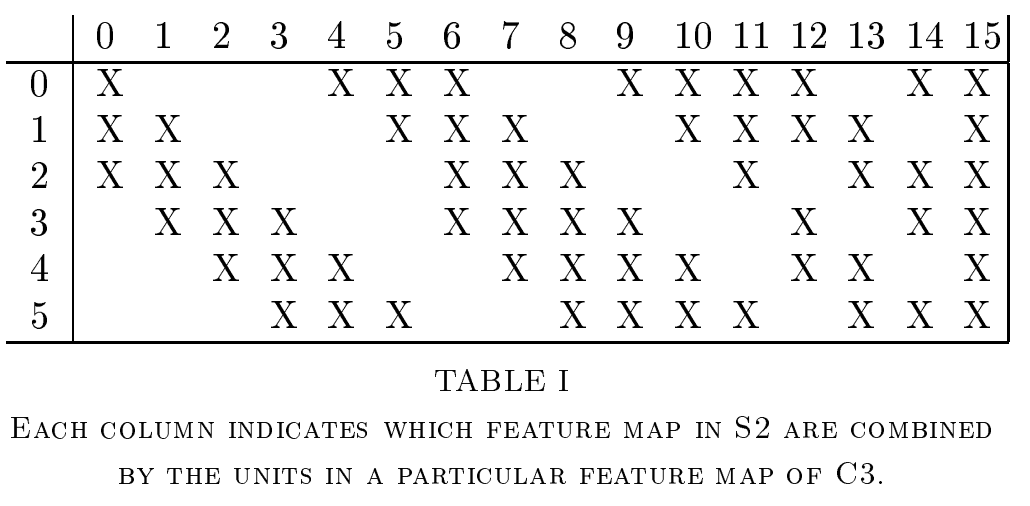 0 1 2 3 4 5 6 7 8 9 10 11 12 13 14 15
0 X X X X X X X X X X
1 X X X X X X X X X X
2 X X X X X X X X X X
3 X X X X X X X X X X
4 X X X X X X X X X X
5 X X X X X X X X X X
TABLE I
EACH COLUMN INDICATES WHICH FEATURE MAP IN S2 ARE COMBINED
BY THE UNITS IN A PARTICULAR FEATURE MAP OF C3.